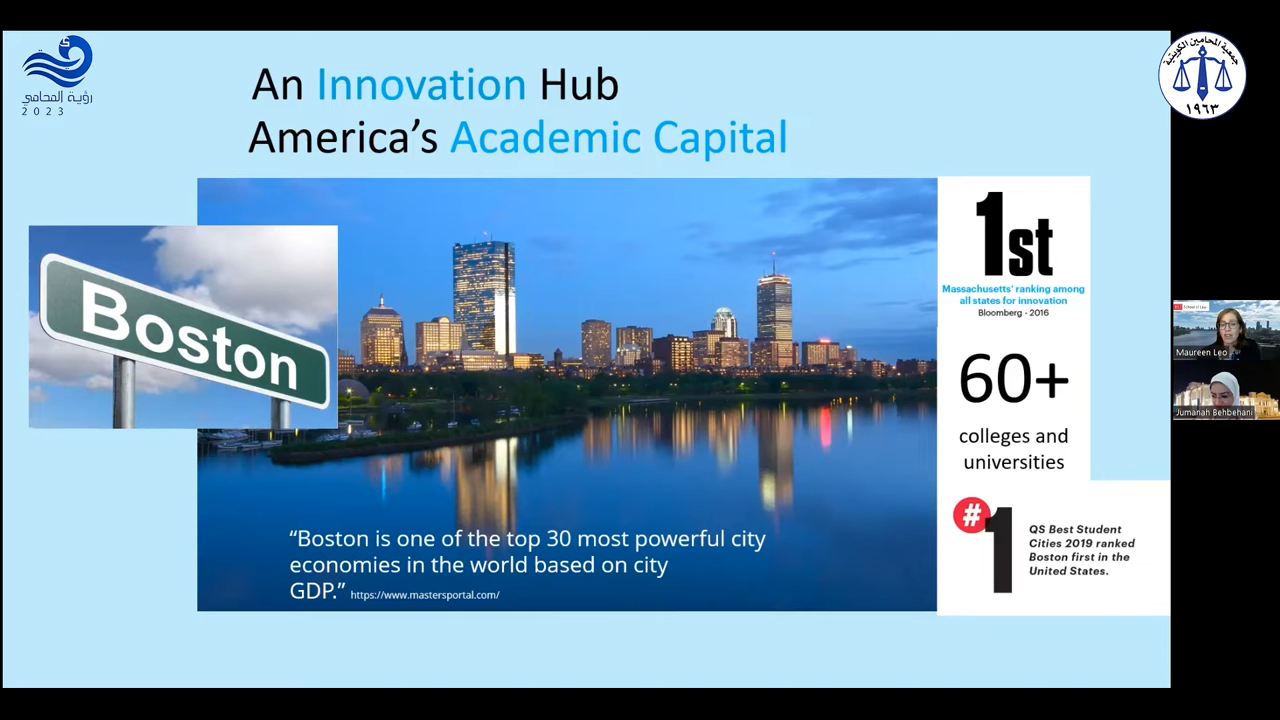 رؤية المحامي
2023
جمعية المحامين الكويتية
١٩٦٣
An Innovation Hub
America’s Academic Capital
Boston
1st
Massachusetts’ ranking among
all states for innovation
Bloomberg - 2016
60+
colleges and
universities
#1
QS Best Student
Cities 2019 ranked
Boston first in the
United States.
“Boston is one of the top 30 most powerful city
economies in the world based on city
GDP.” https://www.mastersportal.com/
Maureen Leo
Jumanah Behbehani